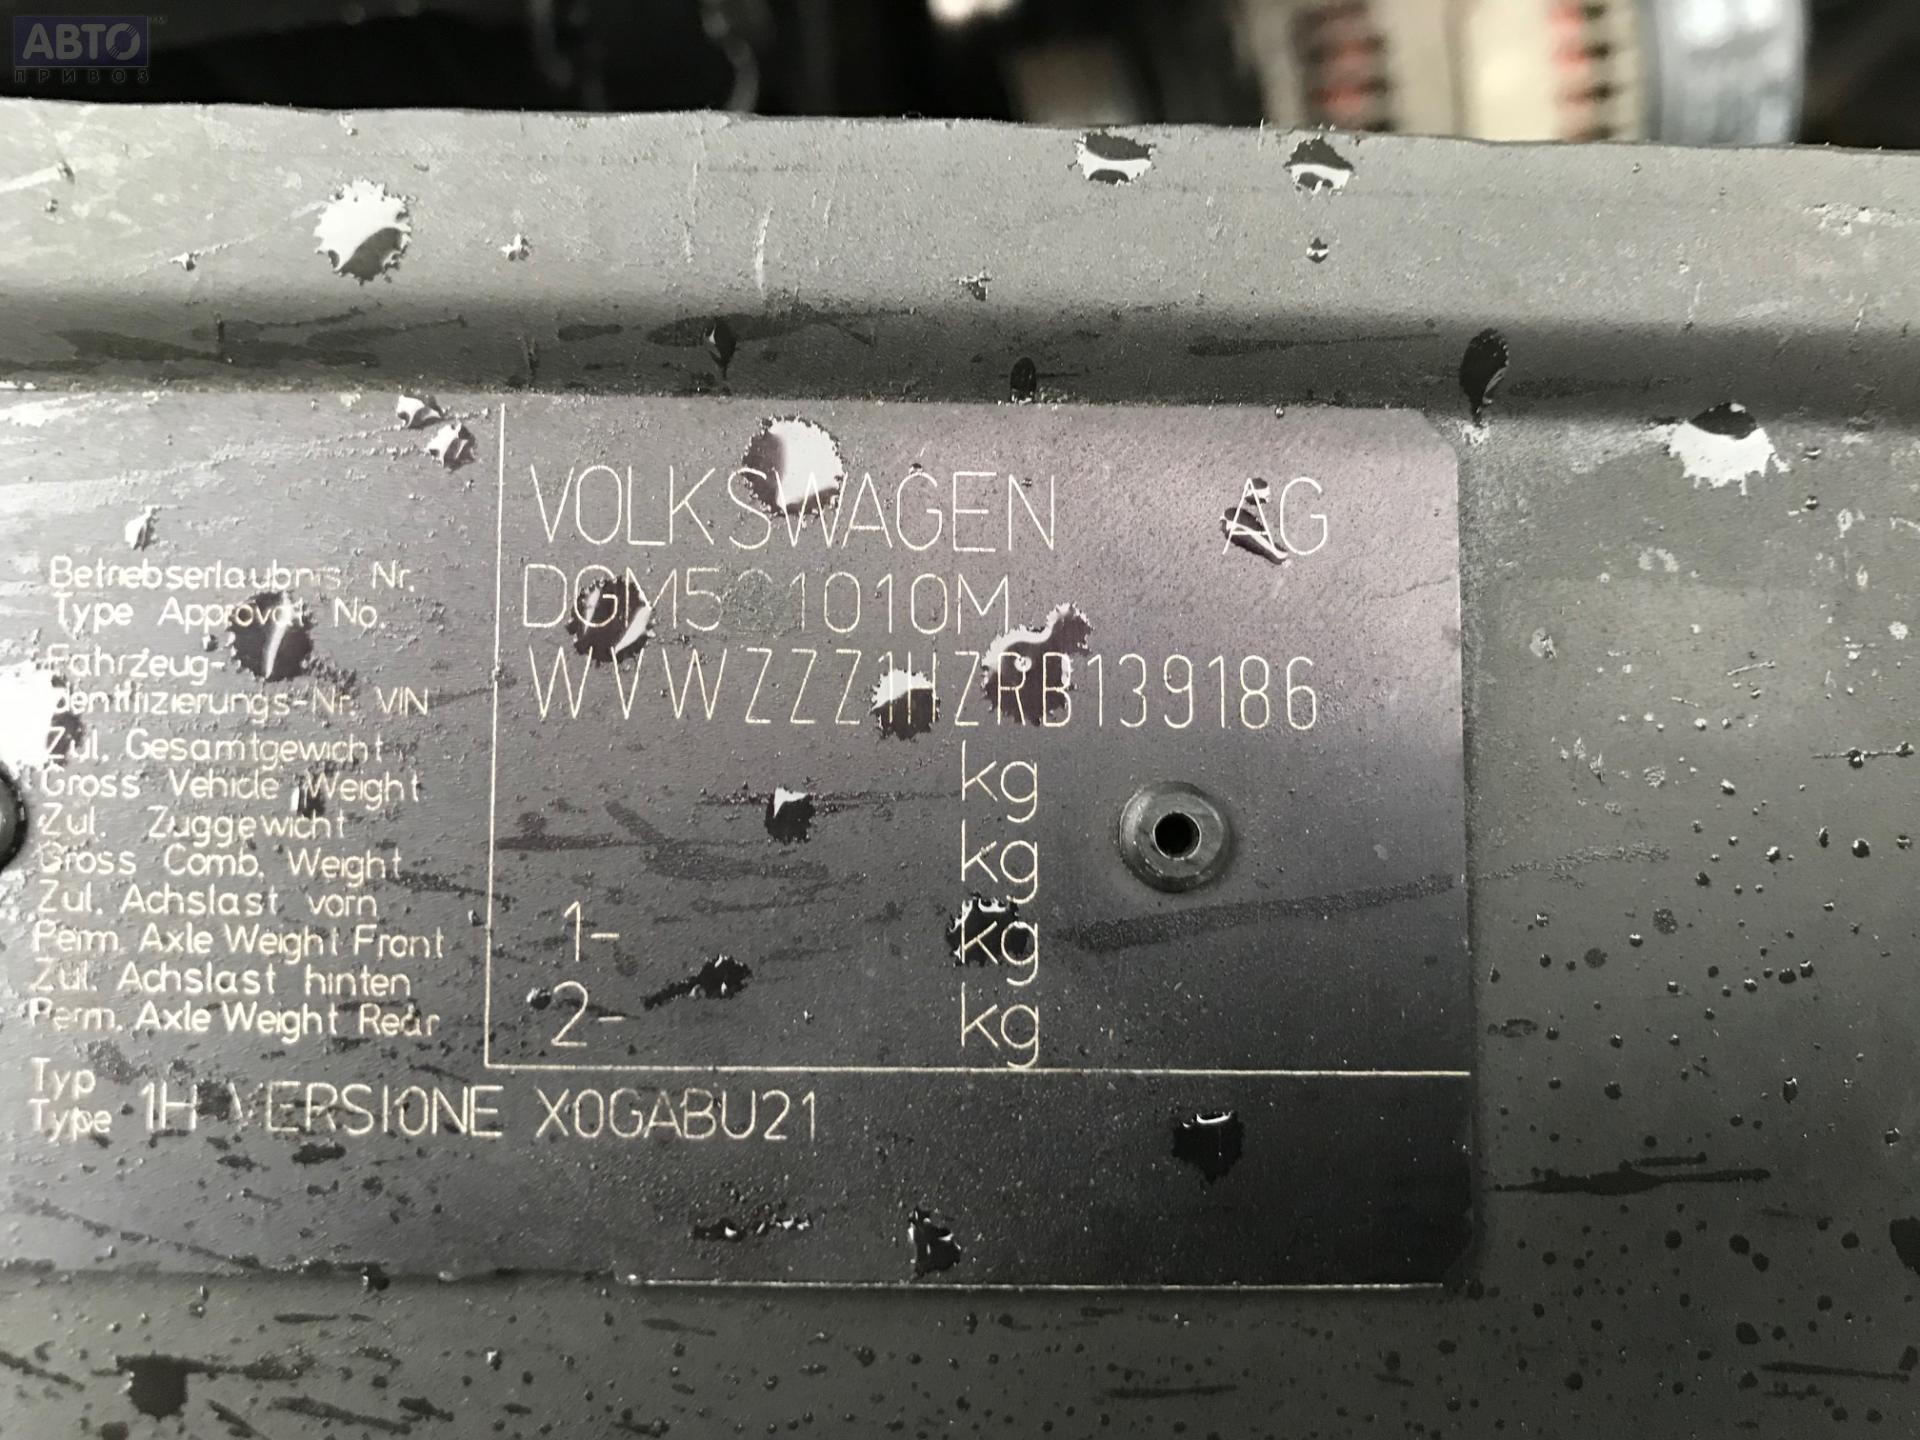 АВТО
ПРИВОЗ
VOLKSWAGEN AG
Betriebserlaubnis Nr.
Type Approval No.
Fahrzeug-
Identifizierungs-Nr. VIN
WVWZZZ1HZRB139186
Zul. Gesamtgewicht
Gross Vehicle Weight kg
Zul. Zuggewicht
Gross Comb. Weight kg
Zul. Achslast vorn
Perm. Axle Weight Front 1- kg
Zul. Achslast hinten
Perm. Axle Weight Rear 2- kg
Typ
Type 1H VERSIONE X0GABU21